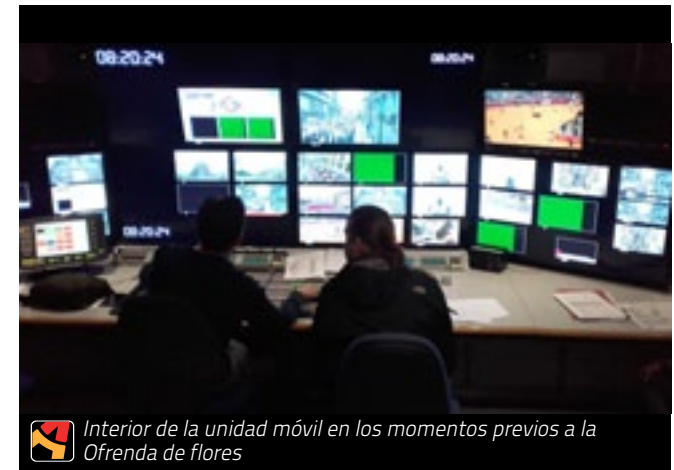 08:20:24
08:20:24
08:20:24
Interior de la unidad móvil en los momentos previos a la
Ofrenda de flores